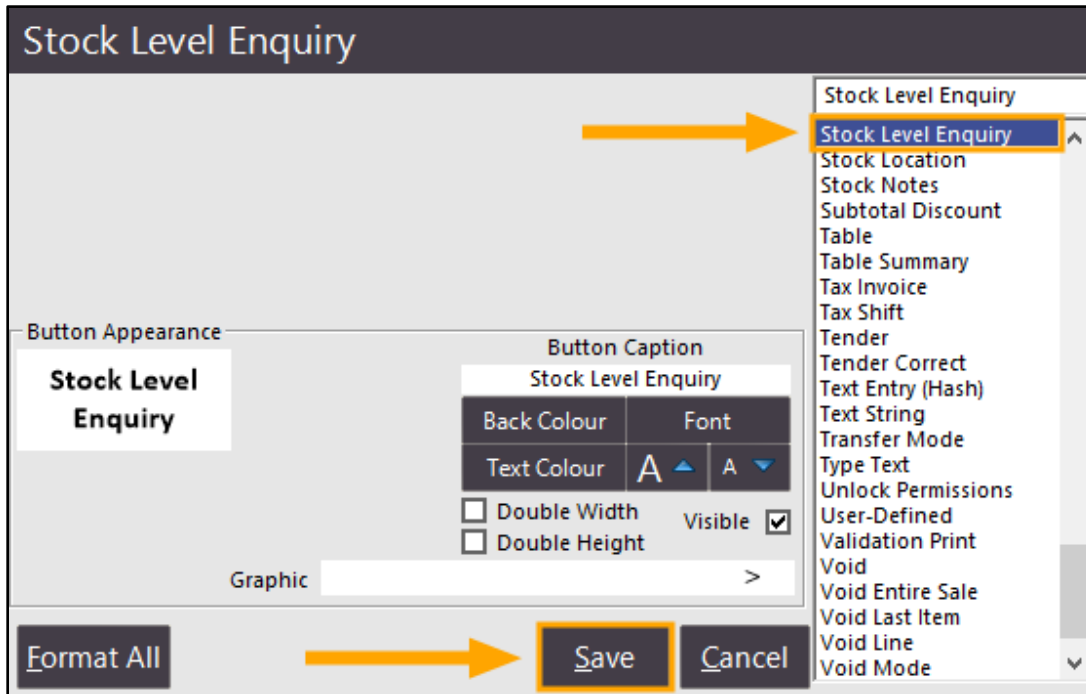 Stock Level Enquiry
Stock Level Enquiry
Stock Level Enquiry
Stock Location
Stock Notes
Subtotal Discount
Table
Table Summary
Tax Invoice
Tax Shift
Tender
Tender Correct
Text Entry (Hash)
Text String
Transfer Mode
Type Text
Unlock Permissions
User-Defined
Validation Print
Void
Void Entire Sale
Void Last Item
Void Line
Void Mode
Button Appearance
Stock Level
Enquiry
Button Caption
Stock Level Enquiry
Back Colour Font
Text Colour A A
Double Width Visible
Double Height
Graphic >
Format All Save Cancel